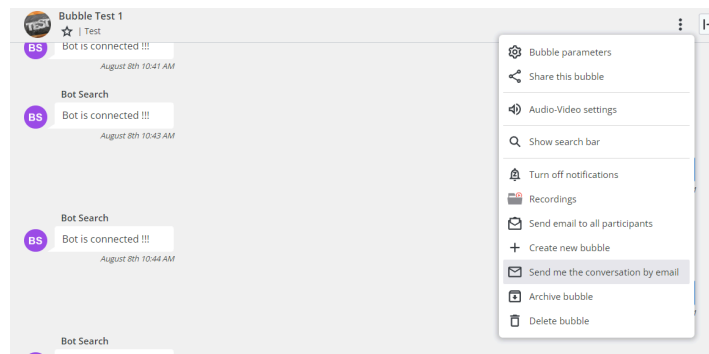 Bubble Test 1
TEST
| Test
BS
Bot is connected !!!
August 8th 10:41 AM
Bot Search
BS
Bot is connected !!!
August 8th 10:43 AM
Bot Search
BS
Bot is connected !!!
August 8th 10:44 AM
Bot Search
Bubble parameters
Share this bubble
Audio-Video settings
Show search bar
Turn off notifications
Recordings
Send email to all participants
Create new bubble
Send me the conversation by email
Archive bubble
Delete bubble